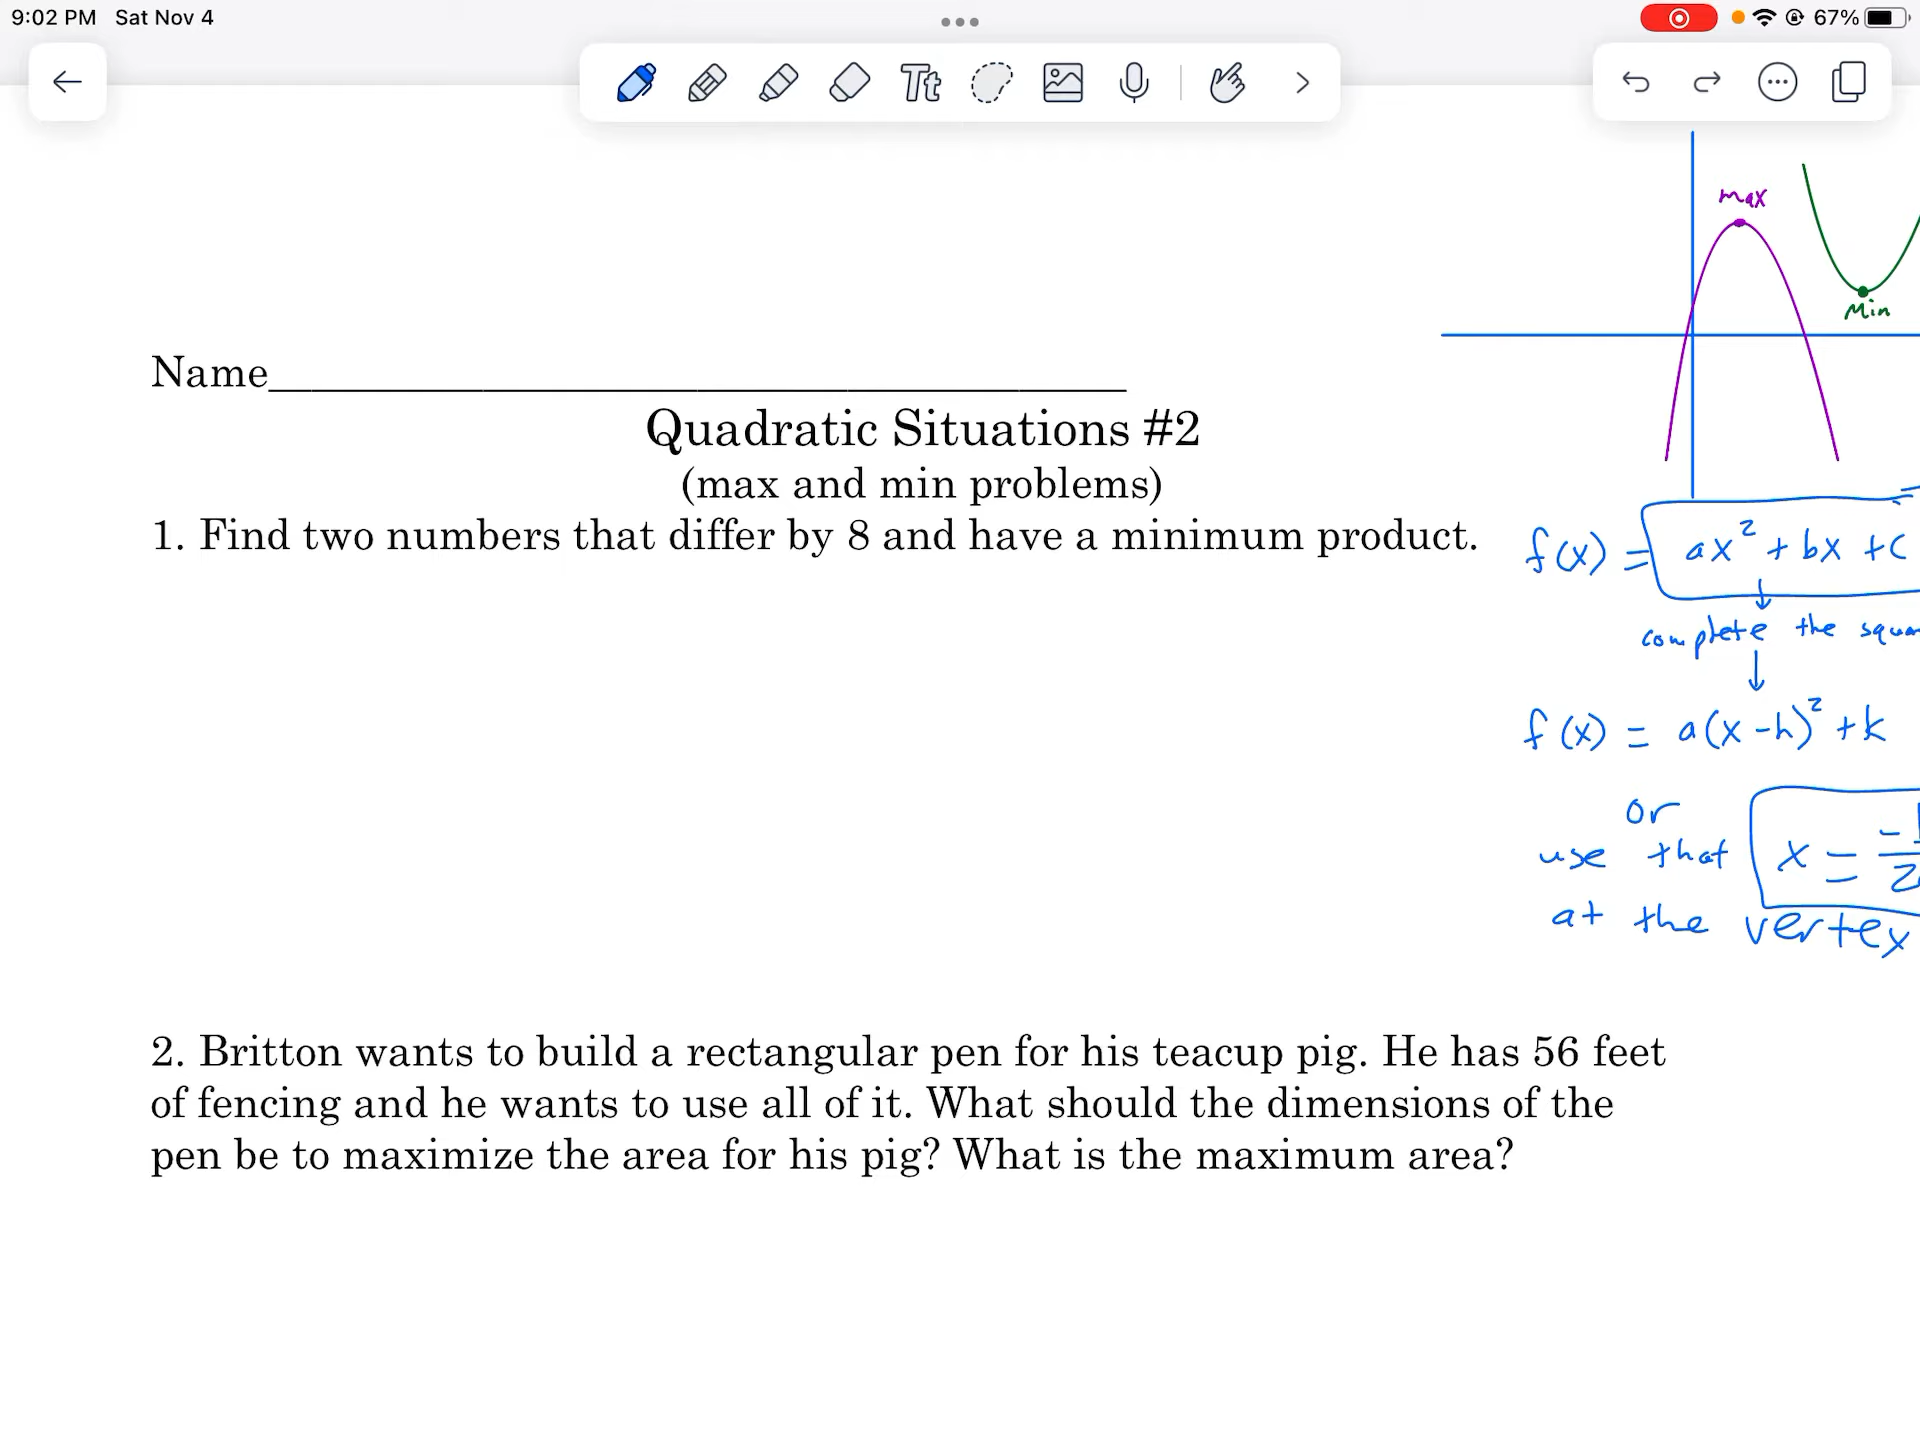 9:02 PM Sat Nov 4
67%
Tt
max
Min
Name
Quadratic Situations #2
(max and min problems)
1. Find two numbers that differ by 8 and have a minimum product.
f(x) = ax² + bx + c
complete the
f(x) = a(x-h)² + k
or
use that x =
at the vertex
2. Britton wants to build a rectangular pen for his teacup pig. He has 56 feet
of fencing and he wants to use all of it. What should the dimensions of the
pen be to maximize the area for his pig? What is the maximum area?